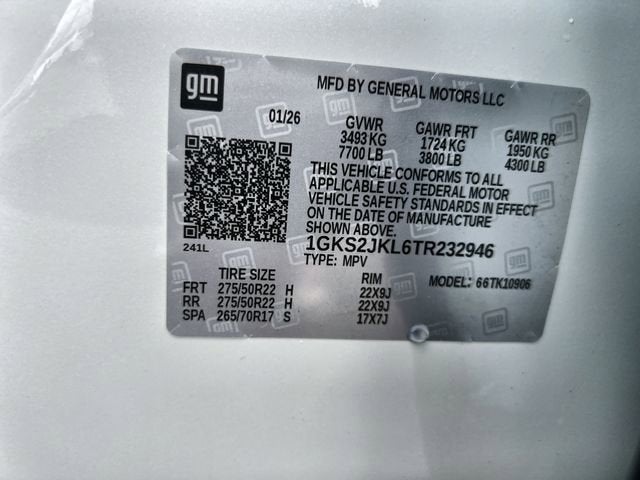 gm
MFD BY GENERAL MOTORS LLC
01/26
GVWR GAWR FRT GAWR RR
3493 KG 1724 KG 1950 KG
7700 LB 3800 LB 4300 LB
THIS VEHICLE CONFORMS TO ALL
APPLICABLE U.S. FEDERAL MOTOR
VEHICLE SAFETY STANDARDS IN EFFECT
ON THE DATE OF MANUFACTURE
SHOWN ABOVE.
241L
1GKS2JKL6TR232946
TYPE: MPV
TIRE SIZE RIM MODEL: 66TK10906
FRT 275/50R22 H 22X9J
RR 275/50R22 H 22X9J
SPA 265/70R17 S 17X7J